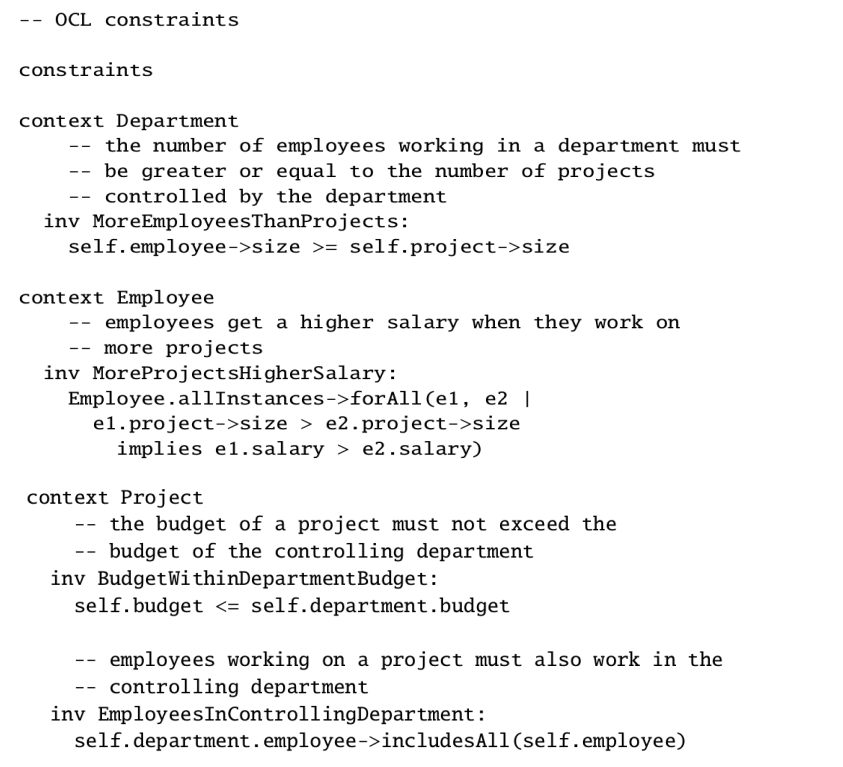 -- OCL constraints
constraints
context Department
-- the number of employees working in a department must
-- be greater or equal to the number of projects
-- controlled by the department
inv MoreEmployeesThanProjects:
self.employee->size >= self.project->size
context Employee
-- employees get a higher salary when they work on
-- more projects
inv MoreProjectsHigherSalary:
Employee.allInstances->forAll(e1, e2 |
e1.project->size > e2.project->size
implies e1.salary > e2.salary)
context Project
-- the budget of a project must not exceed the
-- budget of the controlling department
inv BudgetWithinDepartmentBudget:
self.budget <= self.department.budget
-- employees working on a project must also work in the
-- controlling department
inv EmployeesInControllingDepartment:
self.department.employee->includesAll(self.employee)